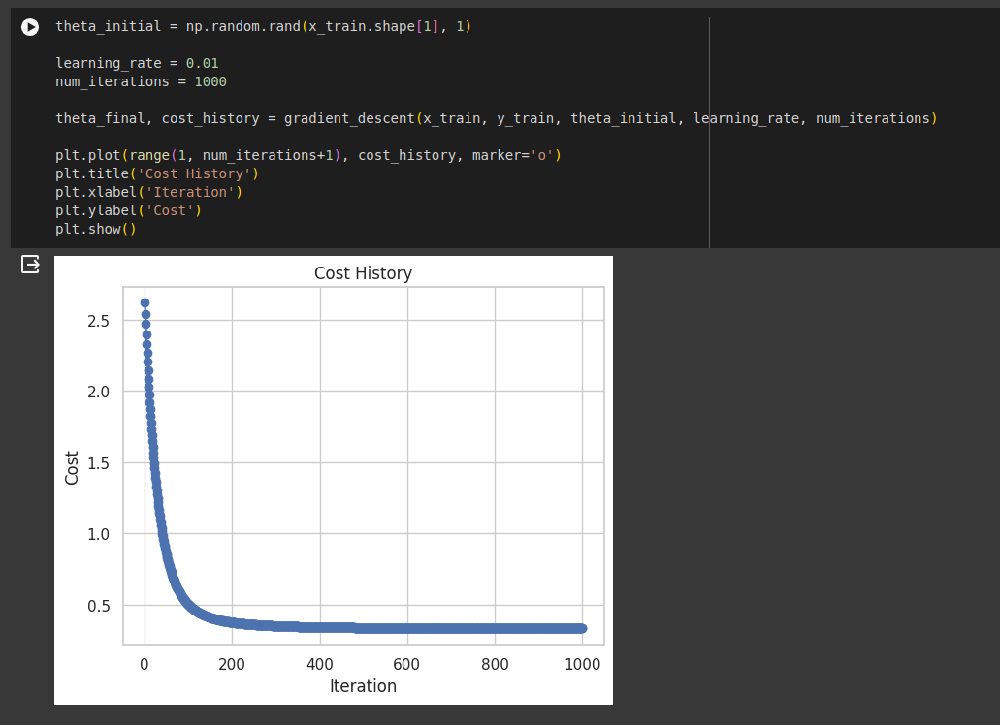 theta_initial = np.random.rand(x_train.shape[1], 1)
learning_rate = 0.01
num_iterations = 1000
theta_final, cost_history = gradient_descent(x_train, y_train, theta_initial, learning_rate, num_iterations)
plt.plot(range(1, num_iterations+1), cost_history, marker='o')
plt.title('Cost History')
plt.xlabel('Iteration')
plt.ylabel('Cost')
plt.show()
Cost History
2.5
2.0
1.5
1.0
0.5
Cost
0 200 400 600 800 1000
Iteration